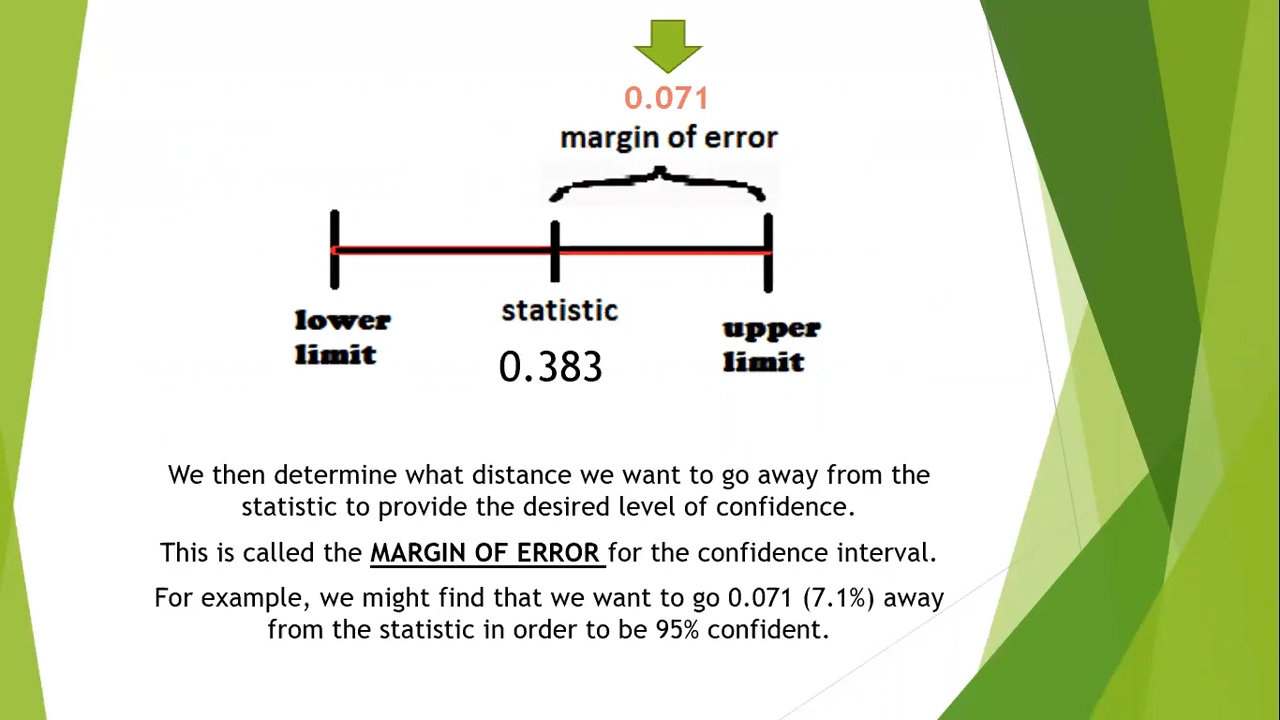 0.071
margin of error
lower
limit
statistic
0.383
upper
limit
We then determine what distance we want to go away from the
statistic to provide the desired level of confidence.
This is called the MARGIN OF ERROR for the confidence interval.
For example, we might find that we want to go 0.071 (7.1%) away
from the statistic in order to be 95% confident.